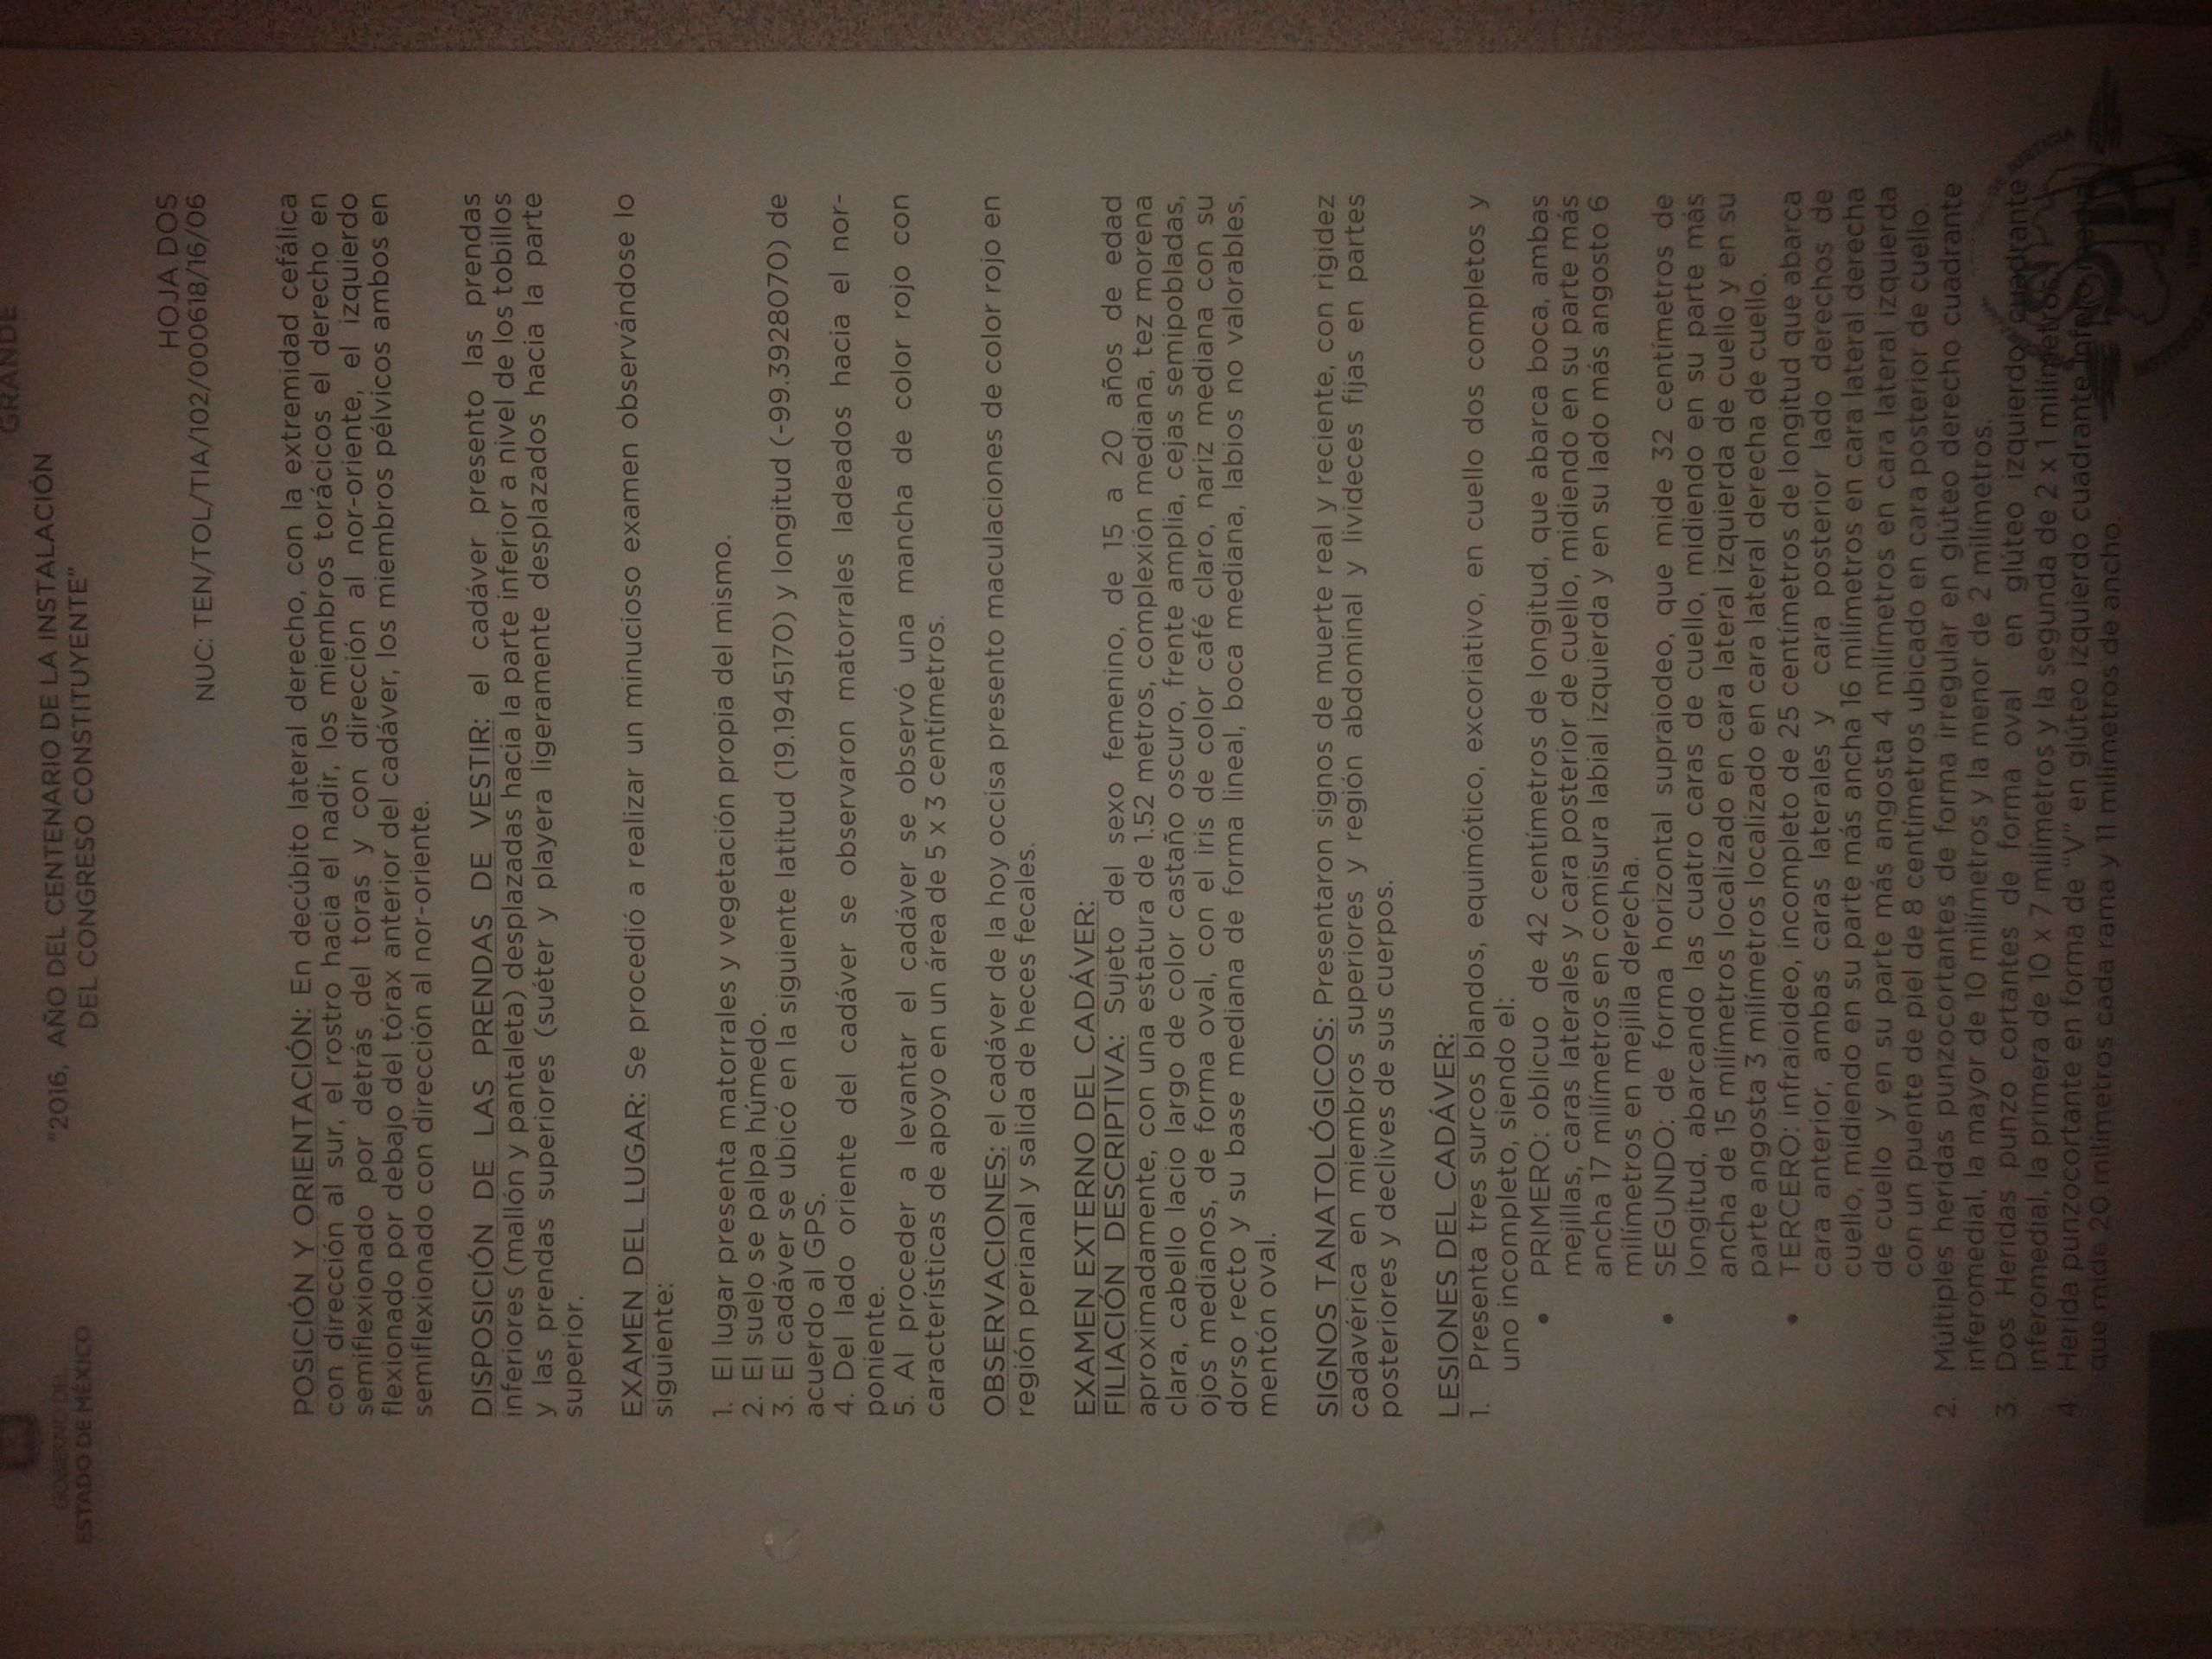 GRANDE
GOBIERNO DEL
ESTADO DE MÉXICO
"2016, AÑO DEL CENTENARIO DE LA INSTALACIÓN
DEL CONGRESO CONSTITUYENTE"
HOJA DOS
NUC: TEN/TOL/TIA/102/000618/16/06
POSICIÓN Y ORIENTACIÓN: En decúbito lateral derecho, con la extremidad cefálica
con dirección al sur, el rostro hacia el nadir, los miembros torácicos el derecho en
semiflexionado por detrás del toras y con dirección al nor-oriente, el izquierdo
flexionado por debajo del tórax anterior del cadáver, los miembros pélvicos ambos en
semiflexionado con dirección al nor-oriente.
DISPOSICIÓN DE LAS PRENDAS DE VESTIR: el cadáver presento las prendas
inferiores (mallón y pantaleta) desplazadas hacia la parte inferior a nivel de los tobillos
y las prendas superiores (suéter y playera ligeramente desplazados hacia la parte
superior.
EXAMEN DEL LUGAR: Se procedió a realizar un minucioso examen observándose lo
siguiente:
1. El lugar presenta matorrales y vegetación propia del mismo.
2. El suelo se palpa húmedo.
3. El cadáver se ubicó en la siguiente latitud (19.1945170) y longitud (-99.3928070) de
acuerdo al GPS.
4. Del lado oriente del cadáver se observaron matorrales ladeados hacia el nor-
poniente.
5. Al proceder a levantar el cadáver se observó una mancha de color rojo con
características de apoyo en un área de 5 x 3 centímetros.
OBSERVACIONES: el cadáver de la hoy occisa presento maculaciones de color rojo en
región perianal y salida de heces fecales.
EXAMEN EXTERNO DEL CADÁVER:
FILIACIÓN DESCRIPTIVA: Sujeto del sexo femenino, de 15 a 20 años de edad
aproximadamente, con una estatura de 1.52 metros, complexión mediana, tez morena
clara, cabello lacio largo de color castaño oscuro, frente amplia, cejas semipobladas,
ojos medianos, de forma oval, con el iris de color café claro, nariz mediana con su
dorso recto y su base mediana de forma lineal, boca mediana, labios no valorables,
mentón oval.
SIGNOS TANATOLÓGICOS: Presentaron signos de muerte real y reciente, con rigidez
cadavérica en miembros superiores y región abdominal y livideces fijas en partes
posteriores y declives de sus cuerpos.
LESIONES DEL CADÁVER:
1. Presenta tres surcos blandos, equimótico, excoriativo, en cuello dos completos y
uno incompleto, siendo el:
• PRIMERO: oblicuo de 42 centímetros de longitud, que abarca boca, ambas
mejillas, caras laterales y cara posterior de cuello, midiendo en su parte más
ancha 17 milímetros en comisura labial izquierda y en su lado más angosto 6
milímetros en mejilla derecha.
• SEGUNDO: de forma horizontal supraiodeo, que mide 32 centímetros de
longitud, abarcando las cuatro caras de cuello, midiendo en su parte más
ancha de 15 milímetros localizado en cara lateral izquierda de cuello y en su
parte angosta 3 milímetros localizado en cara lateral derecha de cuello.
• TERCERO: infraioideo, incompleto de 25 centímetros de longitud que abarca
cara anterior, ambas caras laterales y cara posterior lado derechos de
cuello, midiendo en su parte más ancha 16 milímetros en cara lateral derecha
de cuello y en su parte más angosta 4 milímetros en cara lateral izquierda
con un puente de piel de 8 centímetros ubicado en cara posterior de cuello.
2. Múltiples heridas punzocortantes de forma irregular en glúteo derecho cuadrante
inferomedial, la mayor de 10 milímetros y la menor de 2 milímetros.
3. Dos Heridas punzo cortantes de forma oval en glúteo izquierdo cuadrante
inferomedial, la primera de 10 x 7 milímetros y la segunda de 2 x 1 milímetros.
4. Herida punzocortante en forma de "V" en glúteo izquierdo cuadrante infero medial
que mide 20 milímetros cada rama y 11 milímetros de ancho.